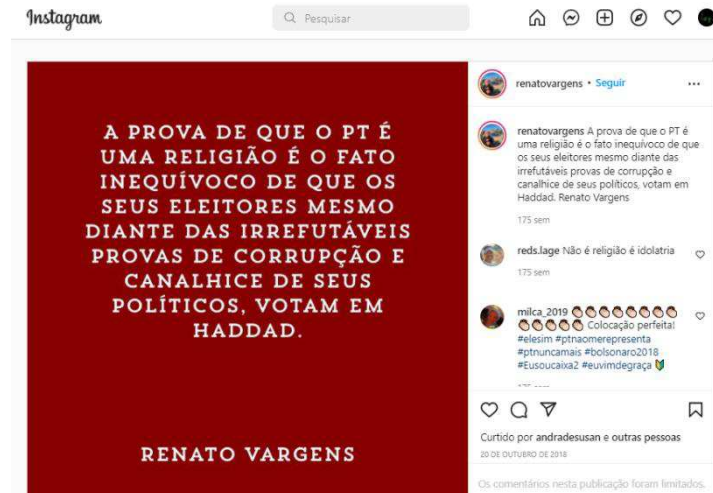 Instagram
Pesquisar
A PROVA DE QUE O PT É
UMA RELIGIÃO É O FATO
INEQUÍVOCO DE QUE OS
SEUS ELEITORES MESMO
DIANTE DAS IRREFUTÁVEIS
PROVAS DE CORRUPÇÃO E
CANALHICE DE SEUS
POLÍTICOS, VOTAM EM
HADDAD.
RENATO VARGENS
renatovargens • Seguir
renatovargens A prova de que o PT é
uma religião é o fato inequívoco de que
os seus eleitores mesmo diante das
irrefutáveis provas de corrupção e
canalhice de seus políticos, votam em
Haddad. Renato Vargens
175 sem
reds.lage Não é religião é idolatria
175 sem
milca_2019 👏👏👏👏👏👏👏👏
👏👏👏👏👏 Colocação perfeita!
#elesim #ptnaomerepresenta
#ptnuncamais #bolsonaro2018
#Eusoucaixa2 #euvimdegraça 🔰
175 sem
Curtido por andradesusan e outras pessoas
20 DE OUTUBRO DE 2018
Os comentários nesta publicação foram limitados.